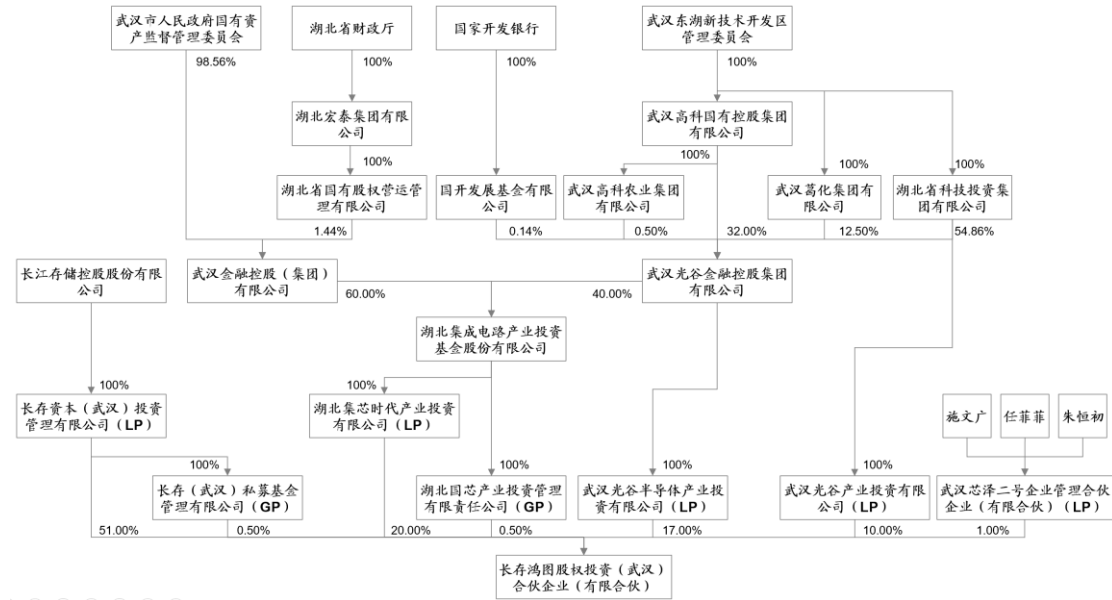 武汉市人民政府国有资
产监督管理委员会
湖北省财政厅
国家开发银行
武汉东湖新技术开发区
管理委员会
98.56%
100%
100%
100%
湖北宏泰集团有限
公司
武汉高科国有控股集团
有限公司
100%
100%
100%
100%
湖北省国有股权营运管
理有限公司
国开发展基金有限公
司
武汉高科农业集团
有限公司
武汉葛化集团有
限公司
湖北省科技投资集
团有限公司
1.44%
0.14%
0.50%
32.00%
12.50%
54.86%
长江存储控股股份有限
公司
武汉金融控股（集团）
有限公司
武汉光谷金融控股集团
有限公司
60.00%
40.00%
湖北集成电路产业投资
基金股份有限公司
100%
100%
长存资本（武汉）投资
管理有限公司（LP）
湖北集芯时代产业投资
有限公司（LP）
施文广
任菲菲
朱恒初
100%
100%
100%
100%
长存（武汉）私募基金
管理有限公司（GP）
湖北国芯产业投资管理
有限责任公司（GP）
武汉光谷半导体产业投
资有限公司（LP）
武汉光谷产业投资有限
公司（LP）
武汉芯泽二号企业管理合伙
企业（有限合伙）（LP）
51.00%
0.50%
20.00%
0.50%
17.00%
10.00%
1.00%
长存鸿图股权投资（武汉）
合伙企业（有限合伙）